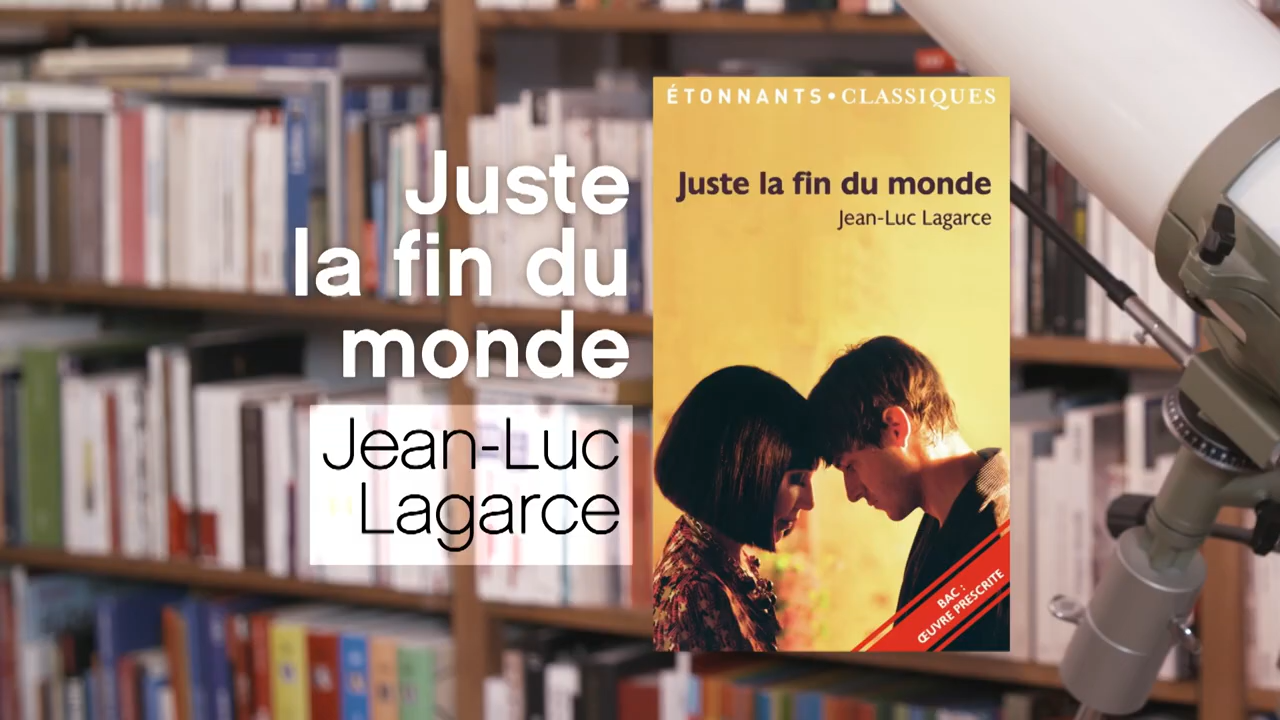 Juste
la fin du
monde
Jean-Luc
Lagarce
ÉTONNANTS • CLASSIQUES
Juste la fin du monde
Jean-Luc Lagarce
BAC :
ŒUVRE PRESCRITE